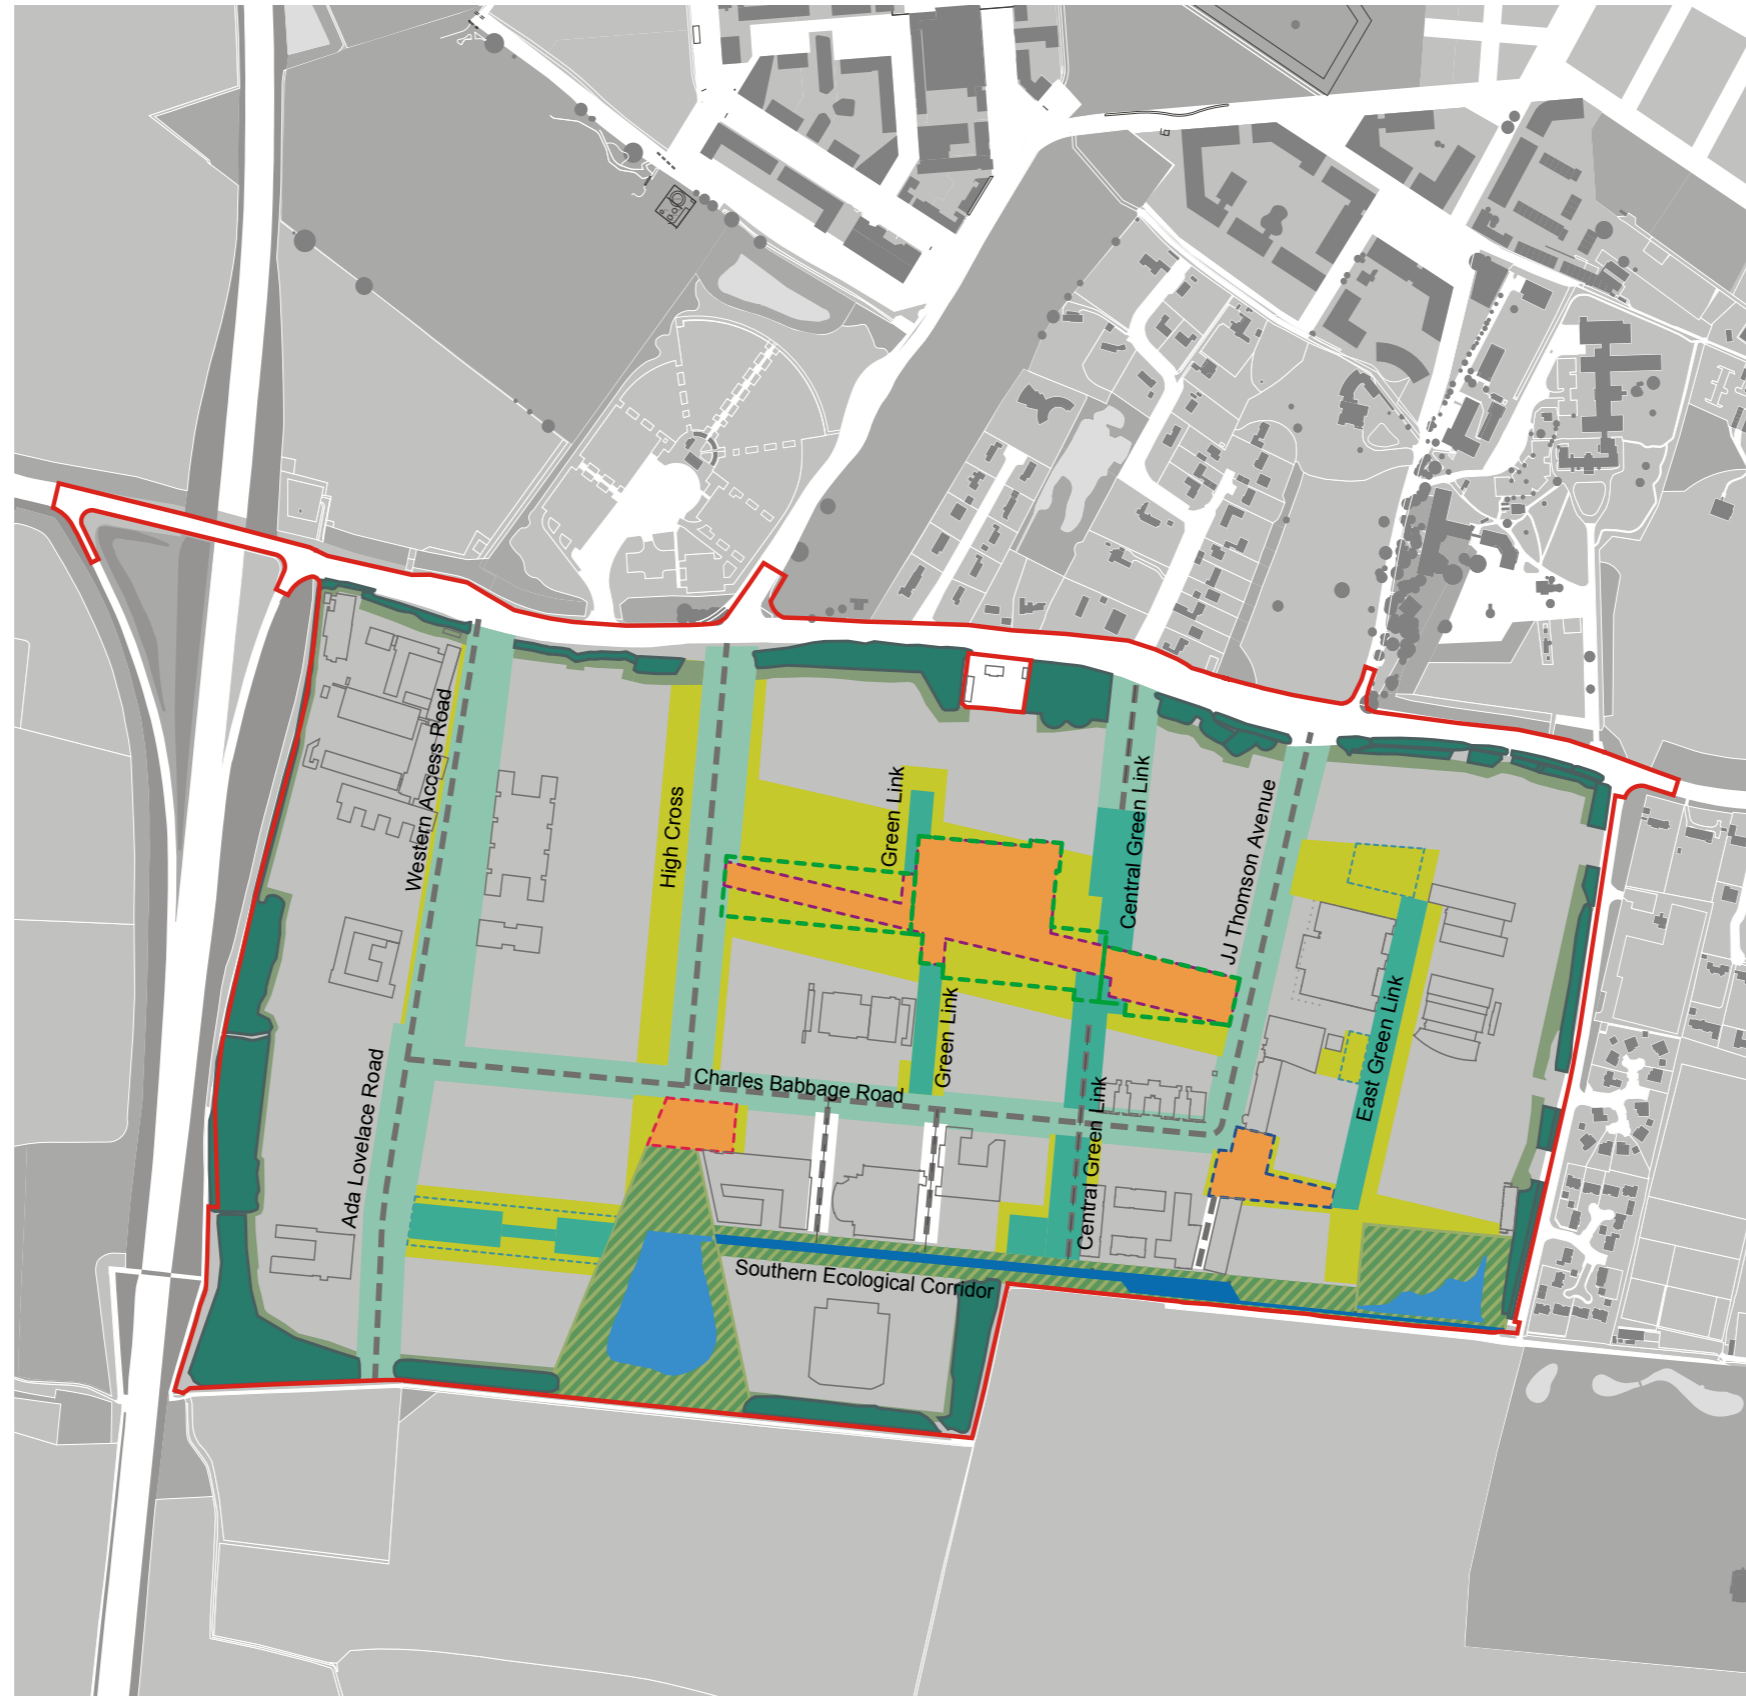 Western Access Road
High Cross
Green Link
Central Green Link
JJ Thomson Avenue
Green Link
East Green Link
Ada Lovelace Road
Charles Babbage Road
Central Green Link
Southern Ecological Corridor